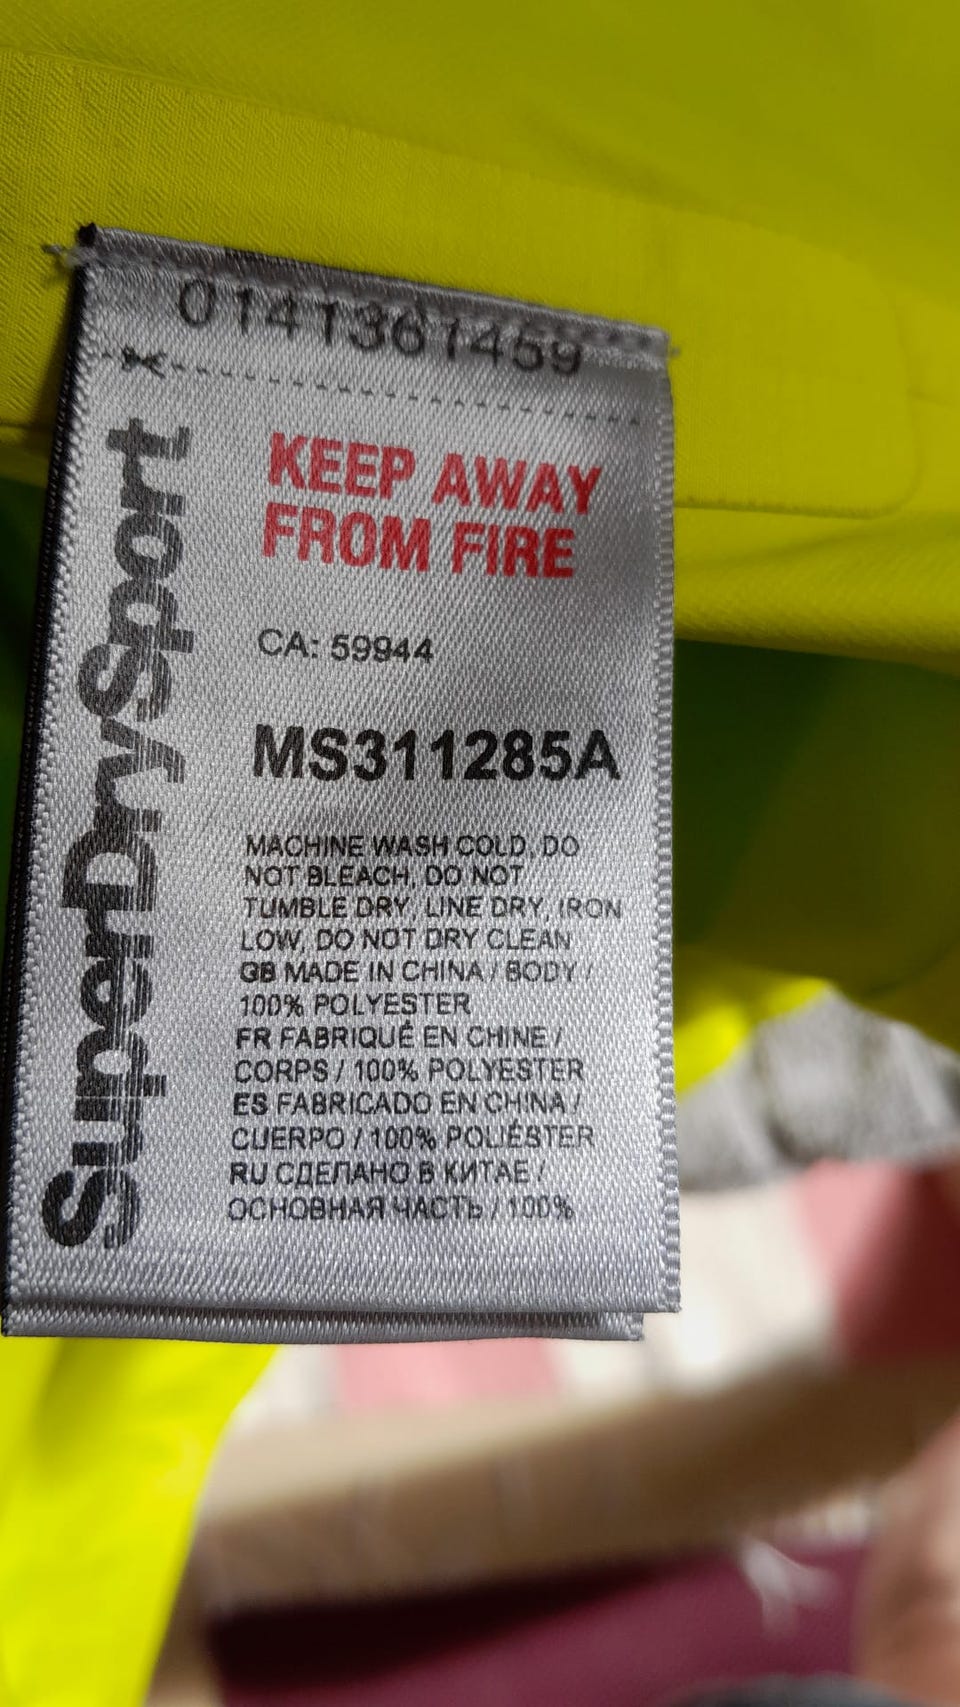 0141361459
KEEP AWAY
FROM FIRE
CA: 59944
MS311285A
MACHINE WASH COLD, DO
NOT BLEACH, DO NOT
TUMBLE DRY, LINE DRY, IRON
LOW, DO NOT DRY CLEAN
GB MADE IN CHINA / BODY /
100% POLYESTER
FR FABRIQUÉ EN CHINE /
CORPS / 100% POLYESTER
ES FABRICADO EN CHINA /
CUERPO / 100% POLIÉSTER
RU СДЕЛАНО В КИТАЕ /
ОСНОВНАЯ ЧАСТЬ / 100%
SuperDrySport